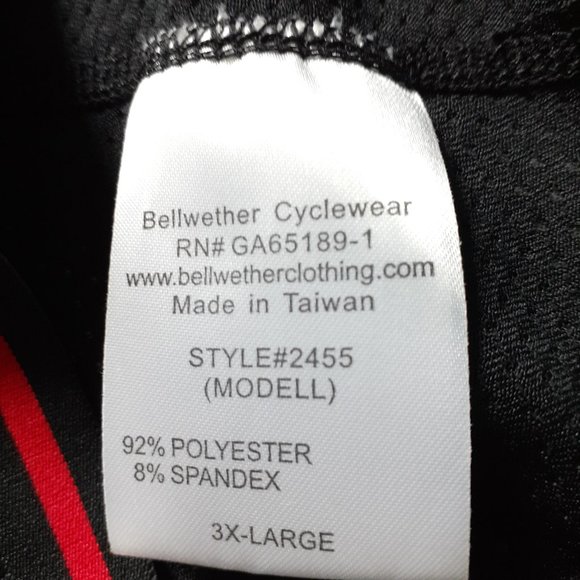 Bellwether Cyclewear
RN# GA65189-1
www.bellwetherclothing.com
Made in Taiwan
STYLE#2455
(MODELL)
92% POLYESTER
8% SPANDEX
3X-LARGE